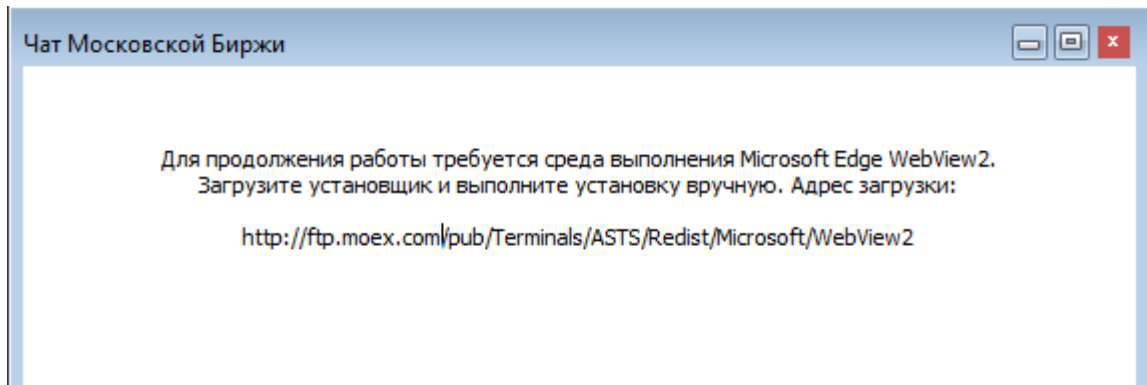 Чат Московской Биржи
Для продолжения работы требуется среда выполнения Microsoft Edge WebView2.
Загрузите установщик и выполните установку вручную. Адрес загрузки:
http://ftp.moex.com/pub/Terminals/ASTS/Redist/Microsoft/WebView2